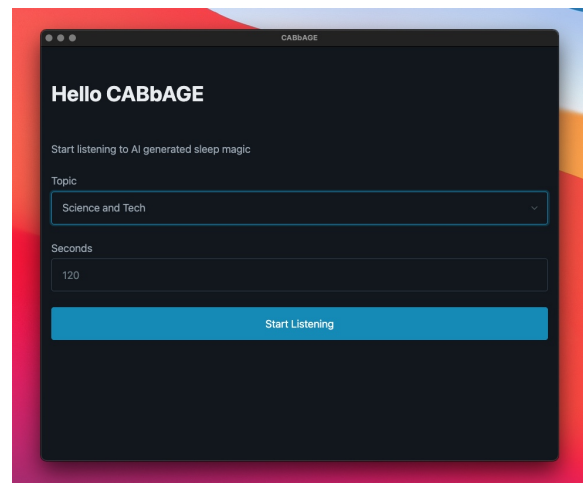 CABbAGE
Hello CABbAGE
Start listening to AI generated sleep magic
Topic
Science and Tech
Seconds
120
Start Listening